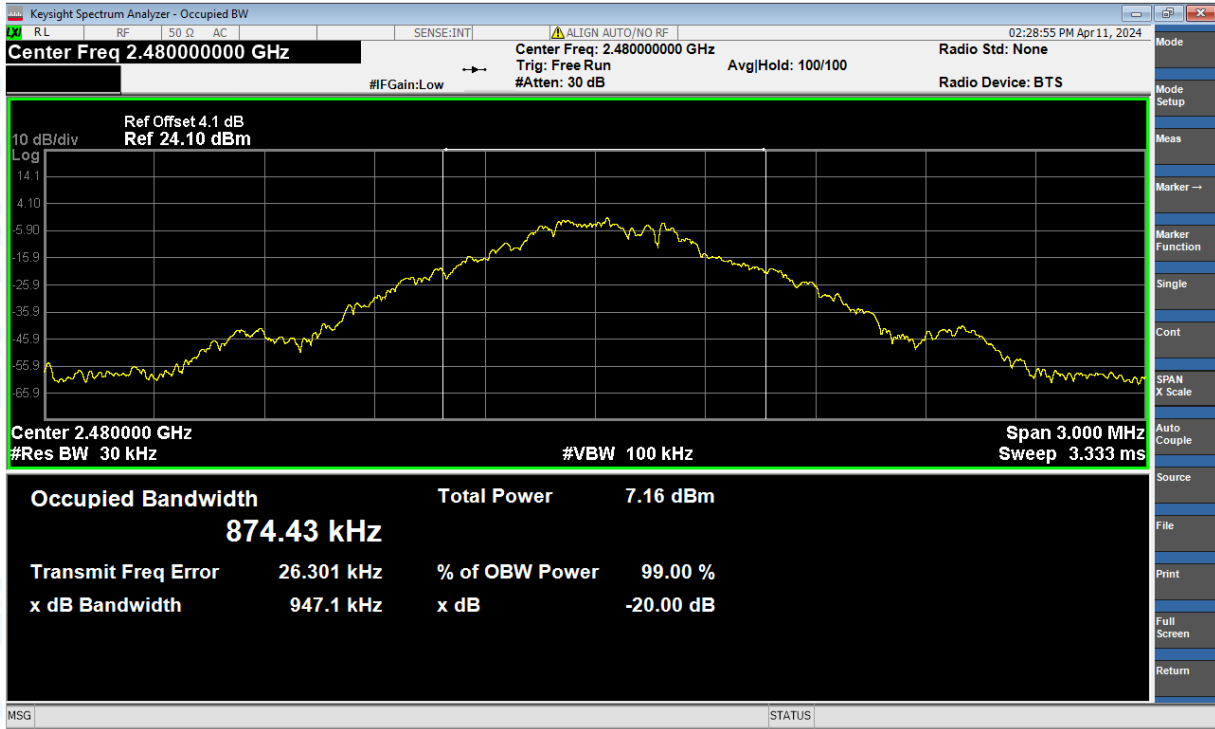 Keysight Spectrum Analyzer - Occupied BW
LXI RL RF 50 Ω AC SENSE:INT ALIGN AUTO/NO RF 02:28:55 PM Apr 11, 2024
Center Freq 2.480000000 GHz
Center Freq: 2.480000000 GHz
Radio Std: None
Trig: Free Run
Avg|Hold: 100/100
#IFGain:Low
#Atten: 30 dB
Radio Device: BTS
Ref Offset 4.1 dB
10 dB/div Ref 24.10 dBm
Log
14.1
4.10
-5.90
-15.9
-25.9
-35.9
-45.9
-55.9
-65.9
Center 2.480000 GHz Span 3.000 MHz
#Res BW 30 kHz #VBW 100 kHz Sweep 3.333 ms
Occupied Bandwidth Total Power 7.16 dBm
874.43 kHz
Transmit Freq Error 26.301 kHz % of OBW Power 99.00 %
x dB Bandwidth 947.1 kHz x dB -20.00 dB
MSG STATUS
Mode
Mode
Setup
Meas
Marker →
Marker
Function
Single
Cont
SPAN
X Scale
Auto
Couple
Source
File
Print
Full
Screen
Return